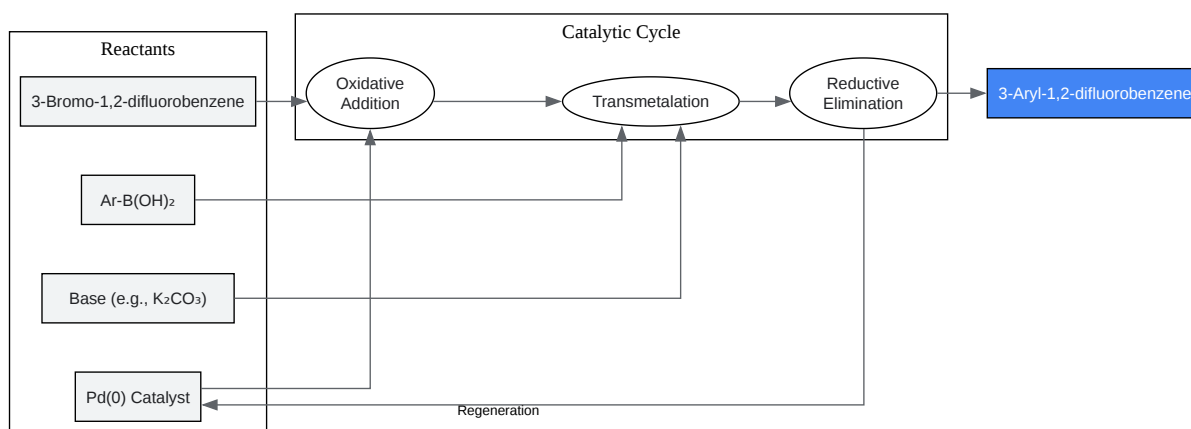 Reactants
3-Bromo-1,2-difluorobenzene
Ar-B(OH)₂
Base (e.g., K₂CO₃)
Pd(0) Catalyst
Catalytic Cycle
Oxidative
Addition
Transmetalation
Reductive
Elimination
3-Aryl-1,2-difluorobenzene
Regeneration